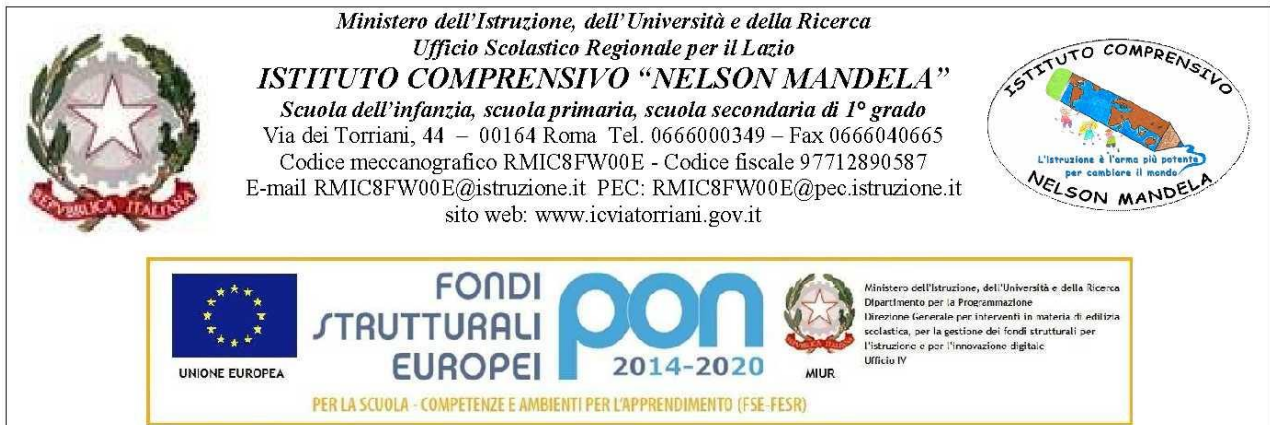 Ministero dell'Istruzione, dell'Università e della Ricerca
Ufficio Scolastico Regionale per il Lazio
ISTITUTO COMPRENSIVO "NELSON MANDELA"
Scuola dell'infanzia, scuola primaria, scuola secondaria di 1° grado
Via dei Torriani, 44 – 00164 Roma Tel. 0666000349 – Fax 0666040665
Codice meccanografico RMIC8FW00E - Codice fiscale 97712890587
E-mail RMIC8FW00E@istruzione.it PEC: RMIC8FW00E@pec.istruzione.it
sito web: www.icviatorriani.gov.it
REPVBBLICA ITALIANA
ISTITUTO COMPRENSIVO
L'istruzione è l'arma più potente
per cambiare il mondo
NELSON MANDELA
UNIONE EUROPEA
FONDI
STRUTTURALI
EUROPEI
pon
2014-2020
MIUR
Ministero dell'Istruzione, dell'Università e della Ricerca
Dipartimento per la Programmazione
Direzione Generale per interventi in materia di edilizia
scolastica, per la gestione dei fondi strutturali per
l'istruzione e per l'innovazione digitale
Ufficio IV
PER LA SCUOLA - COMPETENZE E AMBIENTI PER L'APPRENDIMENTO (FSE-FESR)